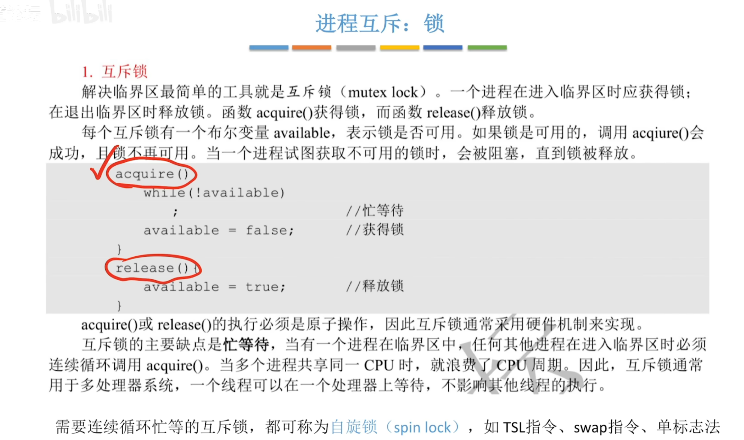 bilibili
进程互斥：锁
1. 互斥锁
解决临界区最简单的工具就是互斥锁（mutex lock）。一个进程在进入临界区时应获得锁；
在退出临界区时释放锁。函数 acquire()获得锁，而函数 release()释放锁。
每个互斥锁有一个布尔变量 available，表示锁是否可用。如果锁是可用的，调用 acqiure()会
成功，且锁不再可用。当一个进程试图获取不可用的锁时，会被阻塞，直到锁被释放。
acquire()
while(!available)
; //忙等待
available = false; //获得锁
}
release(){
available = true; //释放锁
}
acquire()或 release()的执行必须是原子操作，因此互斥锁通常采用硬件机制来实现。
互斥锁的主要缺点是忙等待，当有一个进程在临界区中，任何其他进程在进入临界区时必须
连续循环调用 acquire()。当多个进程共享同一 CPU 时，就浪费了 CPU 周期。因此，互斥锁通常
用于多处理器系统，一个线程可以在一个处理器上等待，不影响其他线程的执行。
需要连续循环忙等的互斥锁，都可称为自旋锁（spin lock），如 TSL指令、swap指令、单标志法